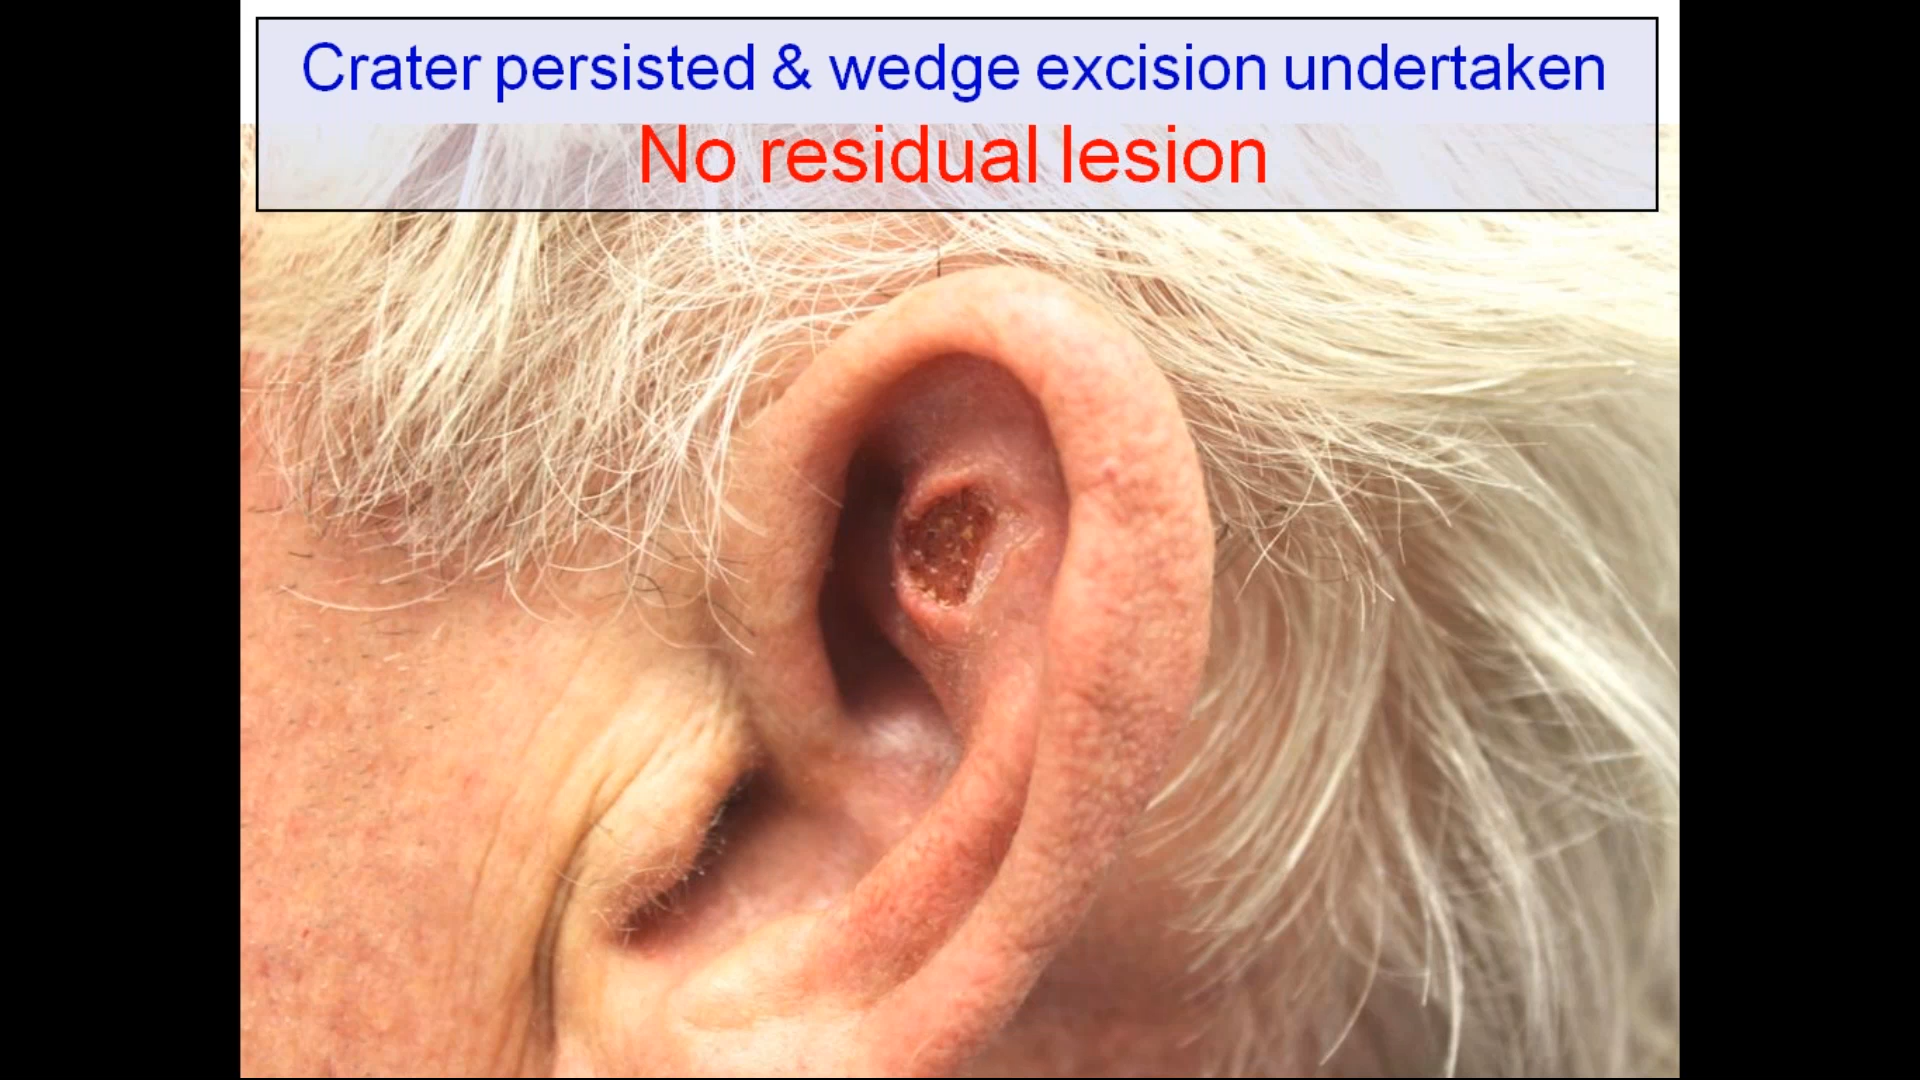 Crater persisted & wedge excision undertaken
No residual lesion